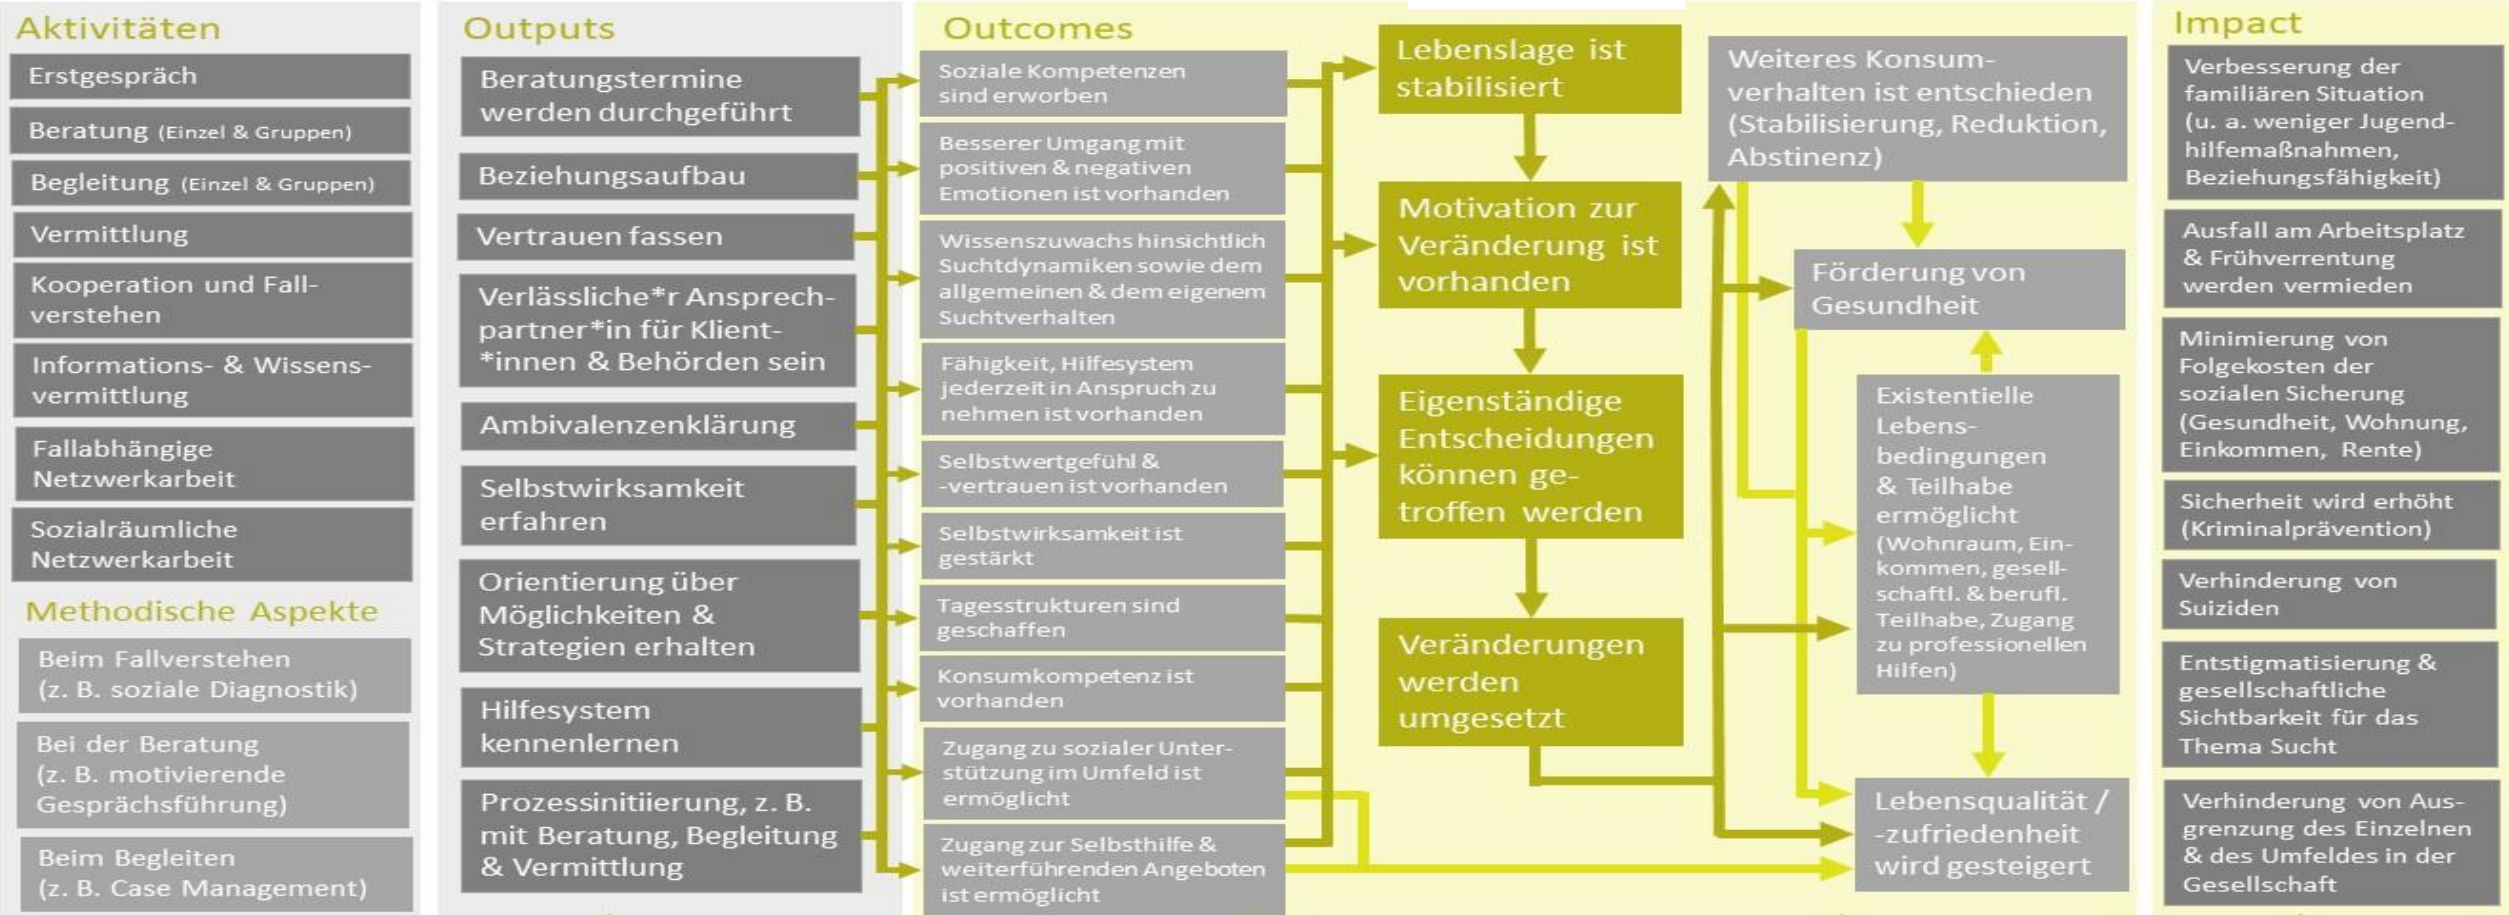 Aktivitäten
Erstgespräch
Beratung (Einzel & Gruppen)
Begleitung (Einzel & Gruppen)
Vermittlung
Kooperation und Fall-
verstehen
Informations- & Wissens-
vermittlung
Fallabhängige
Netzwerkarbeit
Sozialräumliche
Netzwerkarbeit
Methodische Aspekte
Beim Fallverstehen
(z. B. soziale Diagnostik)
Bei der Beratung
(z. B. motivierende
Gesprächsführung)
Beim Begleiten
(z. B. Case Management)
Outputs
Beratungstermine
werden durchgeführt
Beziehungsaufbau
Vertrauen fassen
Verlässliche*r Ansprech-
partner*in für Klient-
*innen & Behörden sein
Ambivalenzenklärung
Selbstwirksamkeit
erfahren
Orientierung über
Möglichkeiten &
Strategien erhalten
Hilfesystem
kennenlernen
Prozessinitiierung, z. B.
mit Beratung, Begleitung
& Vermittlung
Outcomes
Soziale Kompetenzen
sind erworben
Besserer Umgang mit
positiven & negativen
Emotionen ist vorhanden
Wissenszuwachs hinsichtlich
Suchtdynamiken sowie dem
allgemeinen & dem eigenem
Suchtverhalten
Fähigkeit, Hilfesystem
jederzeit in Anspruch zu
nehmen ist vorhanden
Selbstwertgefühl &
-vertrauen ist vorhanden
Selbstwirksamkeit ist
gestärkt
Tagesstrukturen sind
geschaffen
Konsumkompetenz ist
vorhanden
Zugang zu sozialer Unter-
stützung im Umfeld ist
ermöglicht
Zugang zur Selbsthilfe &
weiterführenden Angeboten
ist ermöglicht
Lebenslage ist
stabilisiert
Motivation zur
Veränderung ist
vorhanden
Eigenständige
Entscheidungen
können ge-
troffen werden
Veränderungen
werden
umgesetzt
Weiteres Konsum-
verhalten ist entschieden
(Stabilisierung, Reduktion,
Abstinenz)
Förderung von
Gesundheit
Existentielle
Lebens-
bedingungen
& Teilhabe
ermöglicht
(Wohnraum, Ein-
kommen, gesell-
schaftl. & berufl.
Teilhabe, Zugang
zu professionellen
Hilfen)
Lebensqualität /
-zufriedenheit
wird gesteigert
Impact
Verbesserung der
familiären Situation
(u. a. weniger Jugend-
hilfemaßnahmen,
Beziehungsfähigkeit)
Ausfall am Arbeitsplatz
& Frühverrentung
werden vermieden
Minimierung von
Folgekosten der
sozialen Sicherung
(Gesundheit, Wohnung,
Einkommen, Rente)
Sicherheit wird erhöht
(Kriminalprävention)
Verhinderung von
Suiziden
Entstigmatisierung &
gesellschaftliche
Sichtbarkeit für das
Thema Sucht
Verhinderung von Aus-
grenzung des Einzelnen
& des Umfeldes in der
Gesellschaft